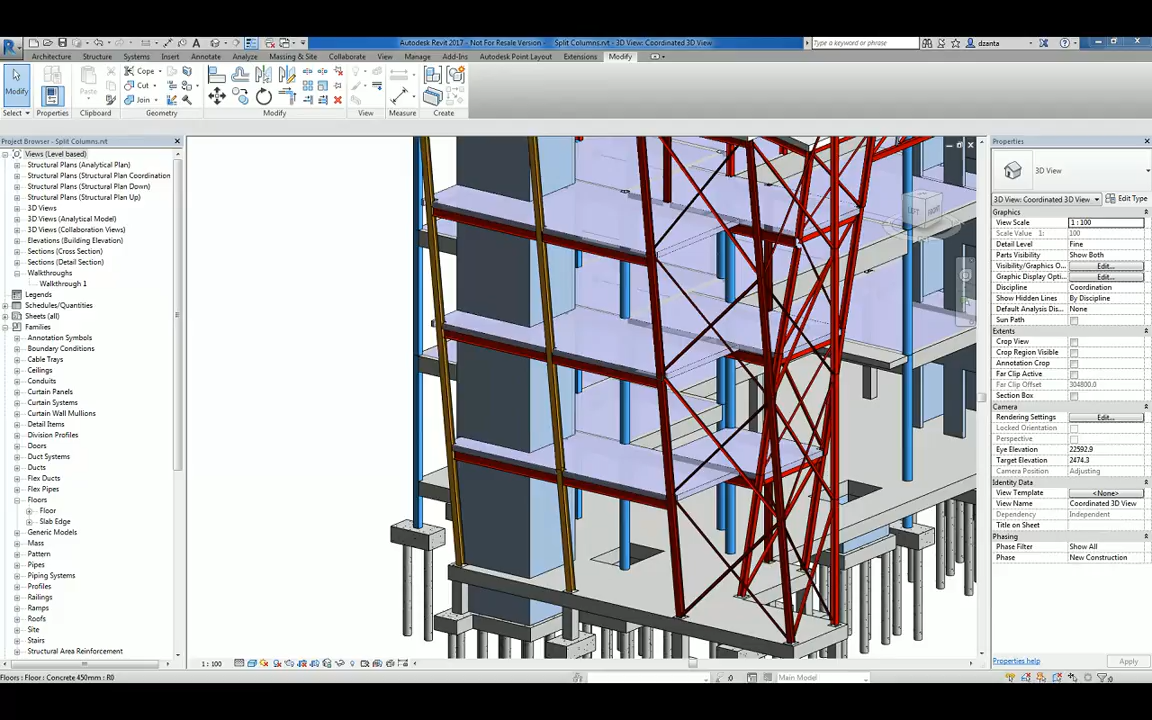 Autodesk Revit 2017 - Not For Resale Version - Split Columns.rvt - 3D View: Coordinated 3D View
Type a keyword or phrase
dzanta
Architecture Structure Systems Insert Annotate Analyze Massing & Site Collaborate View Manage Add-Ins Autodesk Point Layout Extensions Modify
Modify
Paste
Cope
Cut
Join
Select Properties Clipboard Geometry Modify View Measure Create
Project Browser - Split Columns.rvt
Views (Level based)
Structural Plans (Analytical Plan)
Structural Plans (Structural Plan Coordination
Structural Plans (Structural Plan Down)
Structural Plans (Structural Plan Up)
3D Views
3D Views (Analytical Model)
3D Views (Collaboration Views)
Elevations (Building Elevation)
Sections (Cross Section)
Sections (Detail Section)
Walkthroughs
Walkthrough 1
Legends
Schedules/Quantities
Sheets (all)
Families
Annotation Symbols
Boundary Conditions
Cable Trays
Ceilings
Conduits
Curtain Panels
Curtain Systems
Curtain Wall Mullions
Detail Items
Division Profiles
Doors
Duct Systems
Ducts
Flex Ducts
Flex Pipes
Floors
Floor
Slab Edge
Generic Models
Mass
Pattern
Pipes
Piping Systems
Profiles
Railings
Ramps
Roofs
Site
Stairs
Structural Area Reinforcement
LEFT
Properties
3D View
3D View: Coordinated 3D View Edit Type
Graphics
View Scale 1 : 100
Scale Value 1: 100
Detail Level Fine
Parts Visibility Show Both
Visibility/Graphics O... Edit...
Graphic Display Opti... Edit...
Discipline Coordination
Show Hidden Lines By Discipline
Default Analysis Dis... None
Sun Path
Extents
Crop View
Crop Region Visible
Annotation Crop
Far Clip Active
Far Clip Offset 304800.0
Section Box
Camera
Rendering Settings Edit...
Locked Orientation
Perspective
Eye Elevation 22592.9
Target Elevation 2474.3
Camera Position Adjusting
Identity Data
View Template <None>
View Name Coordinated 3D View
Dependency Independent
Title on Sheet
Phasing
Phase Filter Show All
Phase New Construction
Properties help Apply
1 : 100
Floors : Floor : Concrete 450mm : R0
:0 Main Model :0